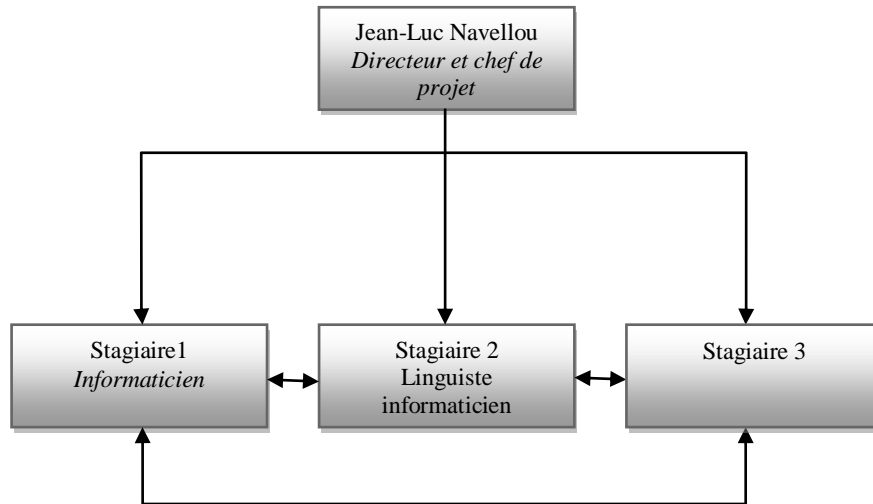 Jean-Luc Navellou
Directeur et chef de
projet
Stagiaire1
Informaticien
Stagiaire 2
Linguiste
informaticien
Stagiaire 3